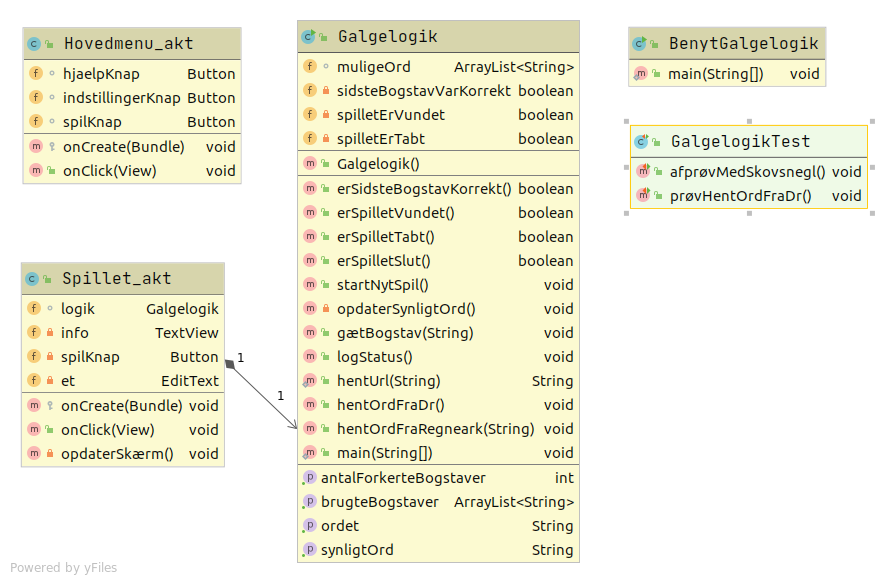 Hovedmenu_akt
hjaelpKnap Button
indstillingerKnap Button
spilKnap Button
onCreate(Bundle) void
onClick(View) void
Spillet_akt
logik Galgelogik
info TextView
spilKnap Button
et EditText
onCreate(Bundle) void
onClick(View) void
opdaterSkærm() void
1
1
Galgelogik
muligeOrd ArrayList<String>
sidsteBogstavVarKorrekt boolean
spilletErVundet boolean
spilletErTabt boolean
Galgelogik()
erSidsteBogstavKorrekt() boolean
erSpilletVundet() boolean
erSpilletTabt() boolean
erSpilletSlut() boolean
startNytSpil() void
opdaterSynligtOrd() void
gætBogstav(String) void
logStatus() void
hentUrl(String) String
hentOrdFraDr() void
hentOrdFraRegneark(String) void
main(String[]) void
antalForkerteBogstaver int
brugteBogstaver ArrayList<String>
ordet String
synligtOrd String
BenytGalgelogik
main(String[]) void
GalgelogikTest
afprøvMedSkovsnegl() void
prøvHentOrdFraDr() void
Powered by yFiles